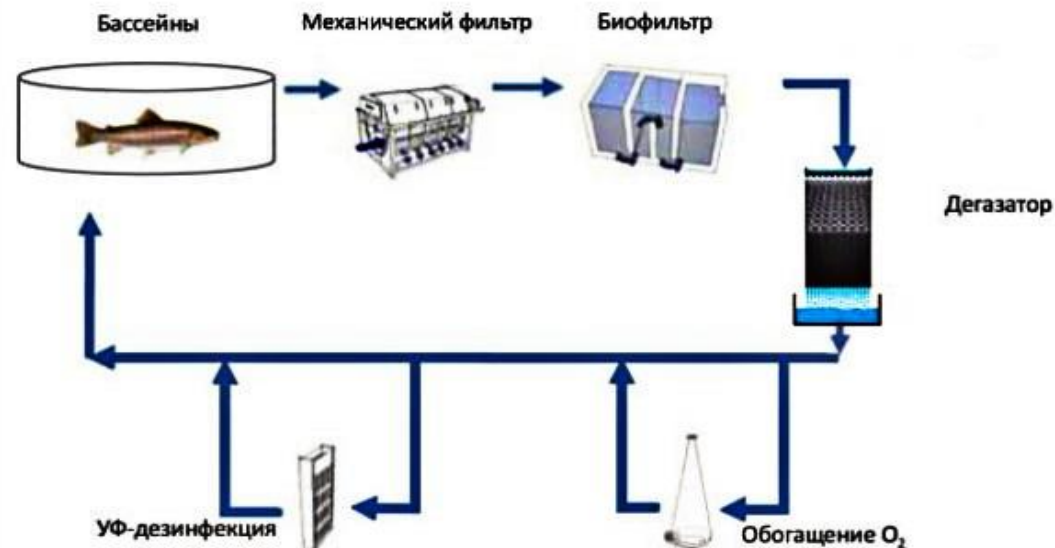 Бассейны
Механический фильтр
Биофильтр
Дегазатор
УФ-дезинфекция
Обогащение O₂